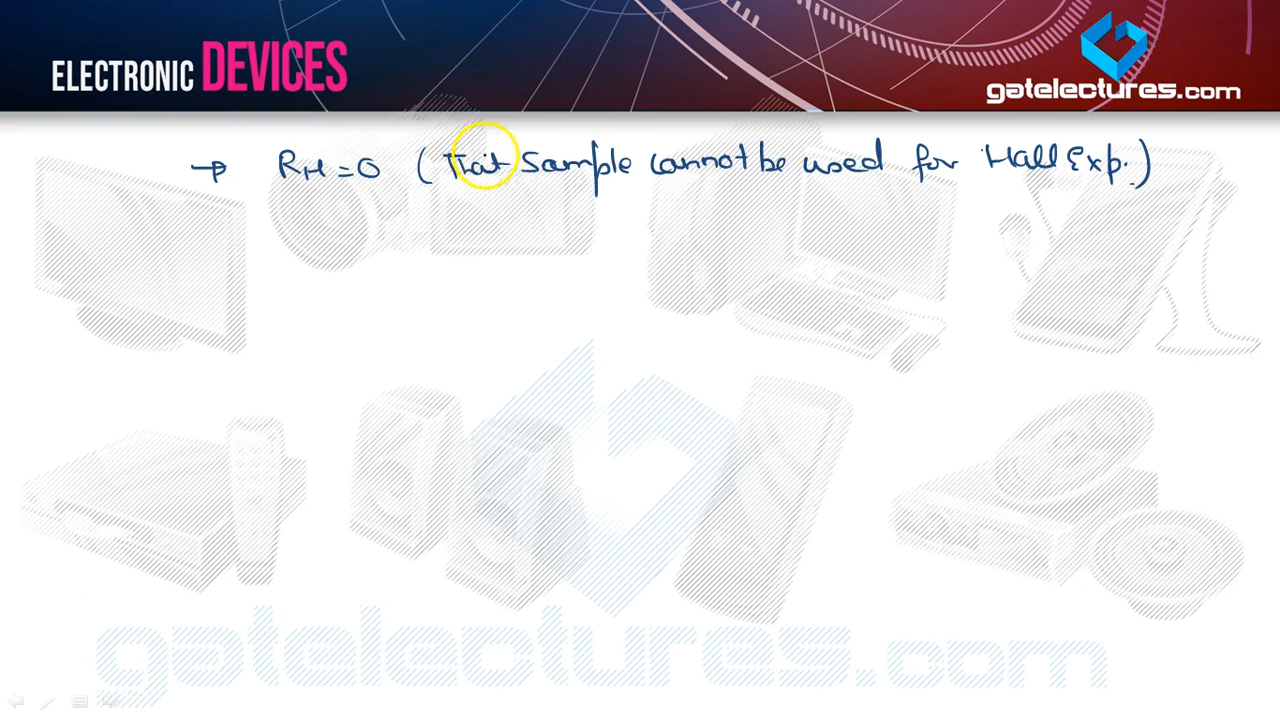 ELECTRONIC DEVICES
gatelectures.com
→ RH = 0 ( That Sample cannot be used for Hall Exp. )
gatelectures.com